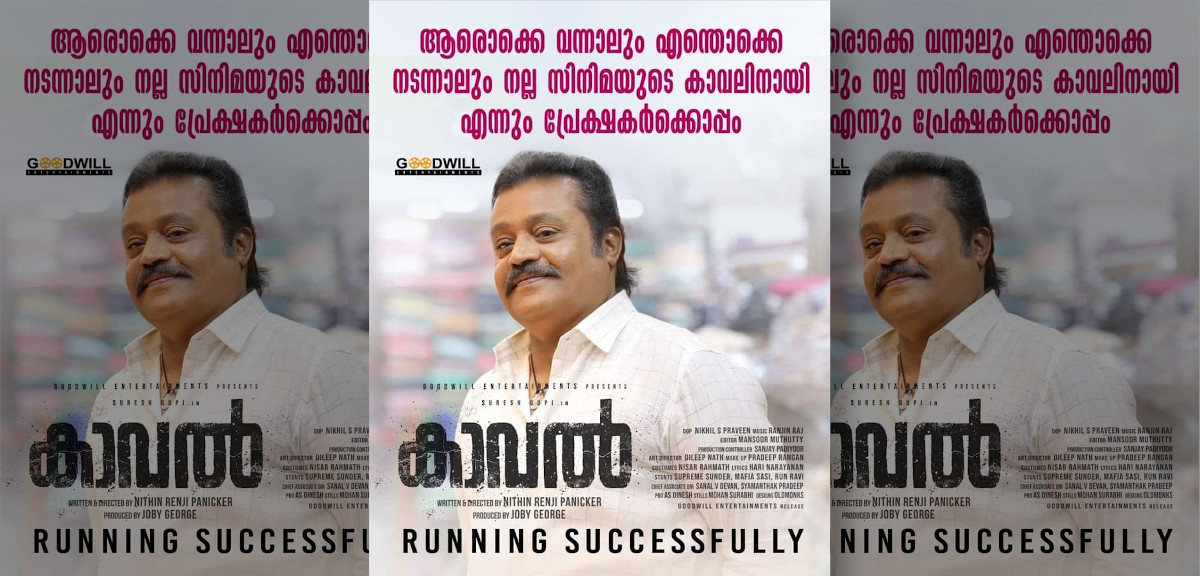 ആരൊക്കെ വന്നാലും എന്തൊക്കെ
നടന്നാലും നല്ല സിനിമയുടെ കാവലിനായി
എന്നും പ്രേക്ഷകർക്കൊപ്പം
GOODWILL
ENTERTAINMENTS
GOODWILL ENTERTAINMENTS PRESENTS
SURESH GOPI IN
കാവൽ
WRITTEN & DIRECTED BY NITHIN RENJI PANICKER
PRODUCED BY JOBY GEORGE
DOP NIKHIL S PRAVEEN MUSIC RANJIN RAJ
EDITOR MANSOOR MUTHUTTY
PRODUCTION CONTROLLER SANJAY PADIYOOR
ART DIRECTOR DILEEP NATH MAKE UP PRADEEP RANGAN
COSTUMES NISAR RAHMATH LYRICS HARI NARAYANAN
STUNTS SUPREME SUNDER, MAFIA SASI, RUN RAVI
CHIEF ASSOCIATE DIR SANAL V DEVAN, SYAMANTHAK PRADEEP
PRO AS DINESH STILLS MOHAN SURABHI DESIGNS OLDMONKS
GOODWILL ENTERTAINMENTS RELEASE
RUNNING SUCCESSFULLY